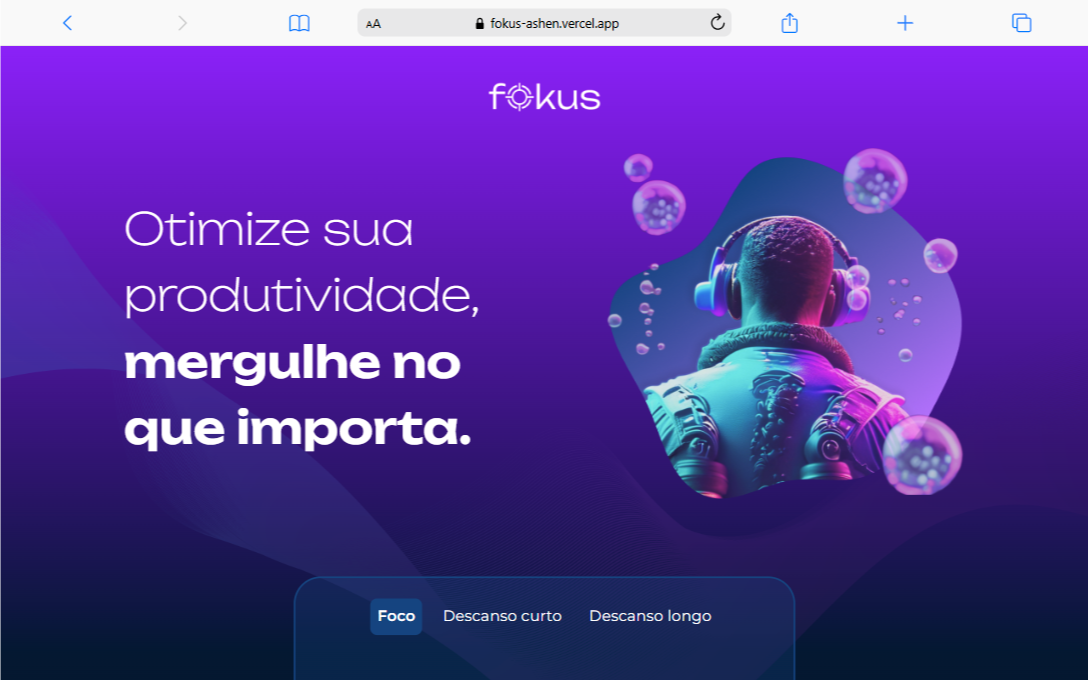 AA
fokus-ashen.vercel.app
fokus
Otimize sua
produtividade,
mergulhe no
que importa.
Foco
Descanso curto
Descanso longo